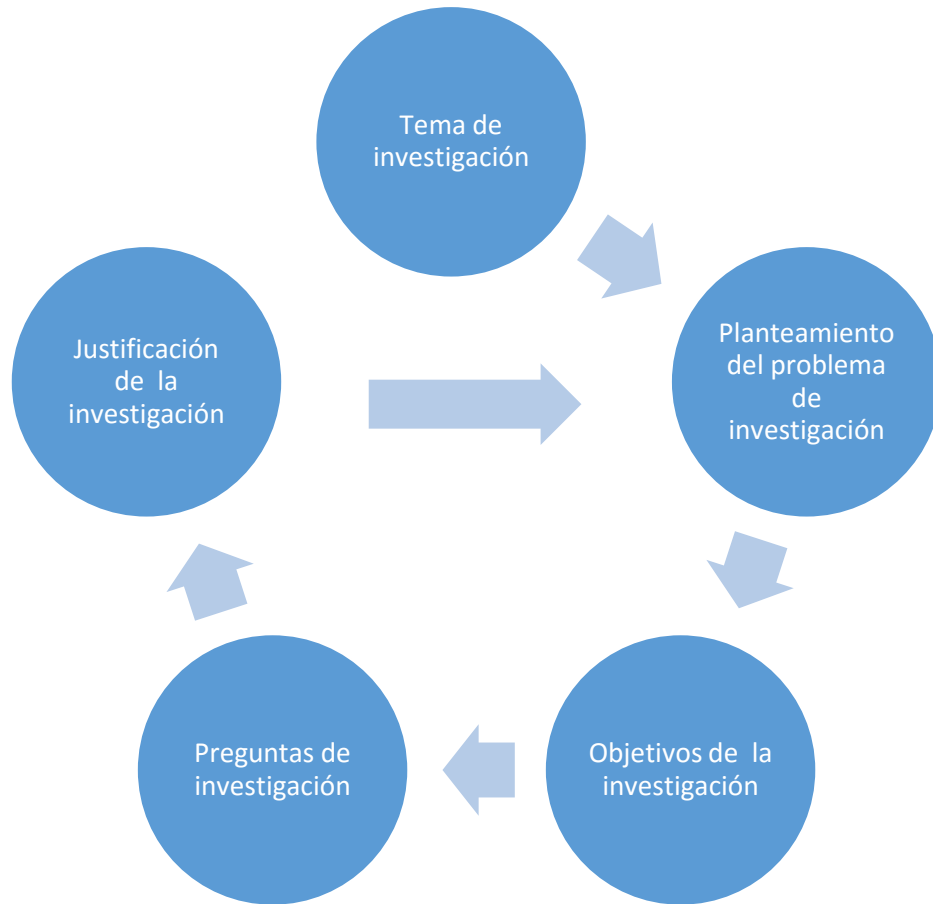 Tema de
investigación
Planteamiento
del problema
de
investigación
Objetivos de la
investigación
Preguntas de
investigación
Justificación
de la
investigación